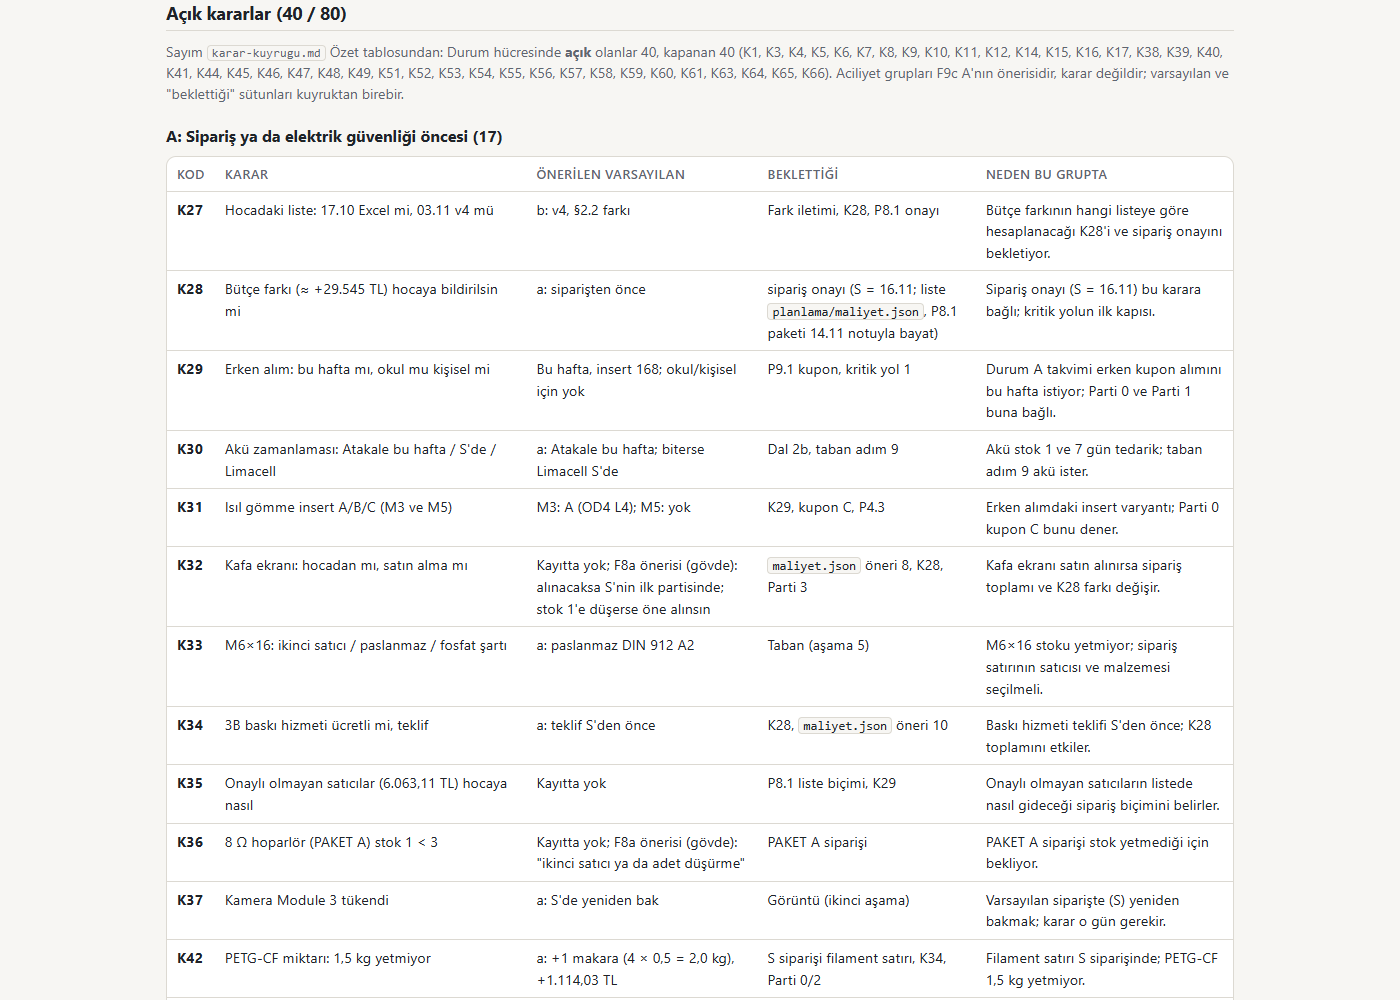 Açık kararlar (40 / 80)
Sayım karar-kuyrugu.md Özet tablosundan: Durum hücresinde açık olanlar 40, kapanan 40 (K1, K3, K4, K5, K6, K7, K8, K9, K10, K11, K12, K14, K15, K16, K17, K38, K39, K40,
K41, K44, K45, K46, K47, K48, K49, K51, K52, K53, K54, K55, K56, K57, K58, K59, K60, K61, K63, K64, K65, K66). Aciliyet grupları F9c A'nın önerisidir, karar değildir; varsayılan ve
"beklettiği" sütunları kuyruktan birebir.
A: Sipariş ya da elektrik güvenliği öncesi (17)
KOD KARAR ÖNERİLEN VARSAYILAN BEKLETTİĞİ NEDEN BU GRUPTA
K27 Hocadaki liste: 17.10 Excel mi, 03.11 v4 mü b: v4, §2.2 farkı Fark iletimi, K28, P8.1 onayı Bütçe farkının hangi listeye göre
hesaplanacağı K28'i ve sipariş onayını
bekletiyor.
K28 Bütçe farkı (≈ +29.545 TL) hocaya bildirilsin a: siparişten önce sipariş onayı (S = 16.11; liste Sipariş onayı (S = 16.11) bu karara
mi planlama/maliyet.json, P8.1 bağlı; kritik yolun ilk kapısı.
paketi 14.11 notuyla bayat)
K29 Erken alım: bu hafta mı, okul mu kişisel mi Bu hafta, insert 168; okul/kişisel P9.1 kupon, kritik yol 1 Durum A takvimi erken kupon alımını
için yok bu hafta istiyor; Parti 0 ve Parti 1
buna bağlı.
K30 Akü zamanlaması: Atakale bu hafta / S'de / a: Atakale bu hafta; biterse Dal 2b, taban adım 9 Akü stok 1 ve 7 gün tedarik; taban
Limacell Limacell S'de adım 9 akü ister.
K31 Isıl gömme insert A/B/C (M3 ve M5) M3: A (OD4 L4); M5: yok K29, kupon C, P4.3 Erken alımdaki insert varyantı; Parti 0
kupon C bunu dener.
K32 Kafa ekranı: hocadan mı, satın alma mı Kayıtta yok; F8a önerisi (gövde): maliyet.json öneri 8, K28, Kafa ekranı satın alınırsa sipariş
alınacaksa S'nin ilk partisinde; Parti 3 toplamı ve K28 farkı değişir.
stok 1'e düşerse öne alınsın
K33 M6×16: ikinci satıcı / paslanmaz / fosfat şartı a: paslanmaz DIN 912 A2 Taban (aşama 5) M6×16 stoku yetmiyor; sipariş
satırının satıcısı ve malzemesi
seçilmeli.
K34 3B baskı hizmeti ücretli mi, teklif a: teklif S'den önce K28, maliyet.json öneri 10 Baskı hizmeti teklifi S'den önce; K28
toplamını etkiler.
K35 Onaylı olmayan satıcılar (6.063,11 TL) hocaya Kayıtta yok P8.1 liste biçimi, K29 Onaylı olmayan satıcıların listede
nasıl nasıl gideceği sipariş biçimini belirler.
K36 8 Ω hoparlör (PAKET A) stok 1 < 3 Kayıtta yok; F8a önerisi (gövde): PAKET A siparişi PAKET A siparişi stok yetmediği için
"ikinci satıcı ya da adet düşürme" bekliyor.
K37 Kamera Module 3 tükendi a: S'de yeniden bak Görüntü (ikinci aşama) Varsayılan siparişte (S) yeniden
bakmak; karar o gün gerekir.
K42 PETG-CF miktarı: 1,5 kg yetmiyor a: +1 makara (4 × 0,5 = 2,0 kg), S siparişi filament satırı, K34, Filament satırı S siparişinde; PETG-CF
+1.114,03 TL Parti 0/2 1,5 kg yetmiyor.